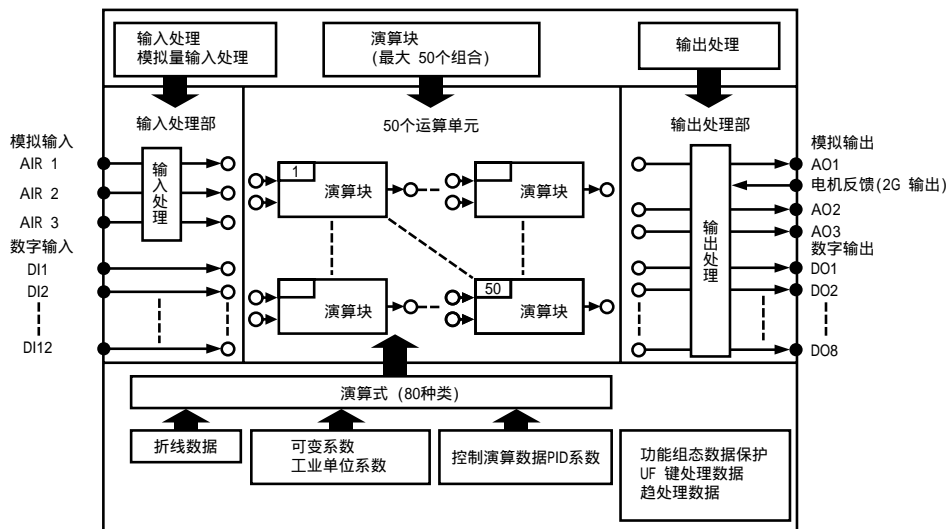 输入处理
模拟量输入处理
演算块
(最大 50个组合)
输出处理
输入处理部
50个运算单元
输出处理部
模拟输入
AIR 1
AIR 2
AIR 3
数字输入
DI1
DI2
DI12
输入处理
1
演算块
演算块
演算块
50
演算块
输出处理
模拟输出
AO1
电机反馈(2G 输出)
AO2
AO3
数字输出
DO1
DO2
DO8
演算式 (80种类)
折线数据
可变系数
工业单位系数
控制演算数据PID系数
功能组态数据保护
UF 键处理数据
趋处理数据